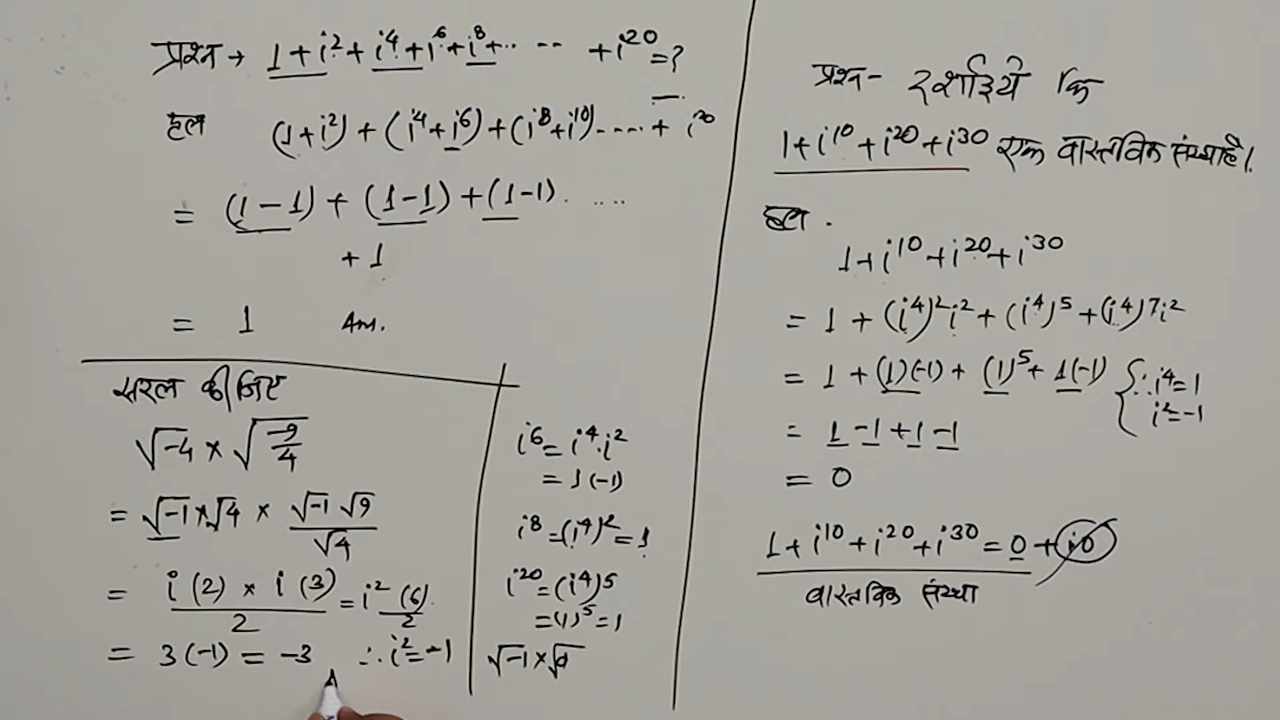 प्रश्न → 1 + i² + i⁴ + i⁶ + i⁸ + .. ... -- + i²⁰ = ?
हल (1 + i²) + (i⁴ + i⁶) + (i⁸ + i¹⁰) ----- + i²⁰
= (1 - 1) + (1 - 1) + (1 - 1) . ....
+ 1
= 1 Ans.
सरल कीजिए
√-4 × √(-9/4)
= √-1 × √4 × (√-1 √9)/√4
= (i (2) × i (3))/2 = i² (6)/2
= 3 (-1) = -3 ∴ i² = -1
i⁶ = i⁴ . i²
= 1 (-1)
i⁸ = (i⁴)² = 1
i²⁰ = (i⁴)⁵
= (1)⁵ = 1
√-1 × √4
प्रश्न - दर्शाइये कि
1 + i¹⁰ + i²⁰ + i³⁰ एक वास्तविक संख्या है।
हल .
1 + i¹⁰ + i²⁰ + i³⁰
= 1 + (i⁴)² i² + (i⁴)⁵ + (i⁴)⁷ i²
= 1 + (1)(-1) + (1)⁵ + 1(-1) { ∵ i⁴ = 1
i² = -1
= 1 - 1 + 1 - 1
= 0
1 + i¹⁰ + i²⁰ + i³⁰ = 0 + i0
वास्तविक संख्या